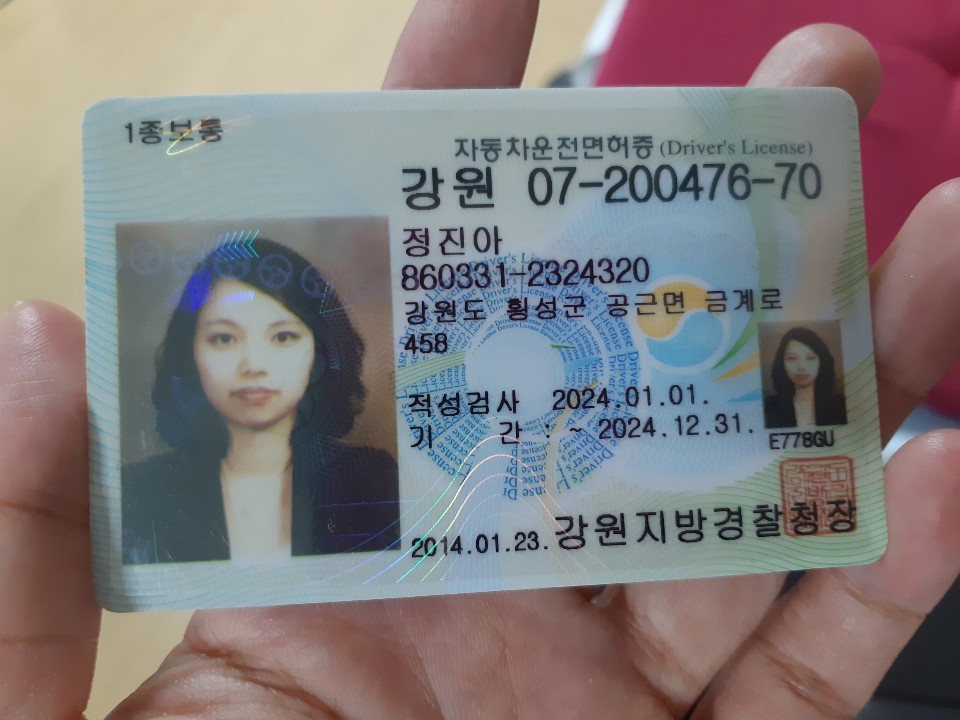 1종보통
자동차운전면허증 (Driver's License)
강원 07-200476-70
정진아
860331-2324320
강원도 횡성군 공근면 금계로
458
적성검사 2024.01.01.
기 간 : ~ 2024.12.31.
E778GU
2014.01.23. 강원지방경찰청장